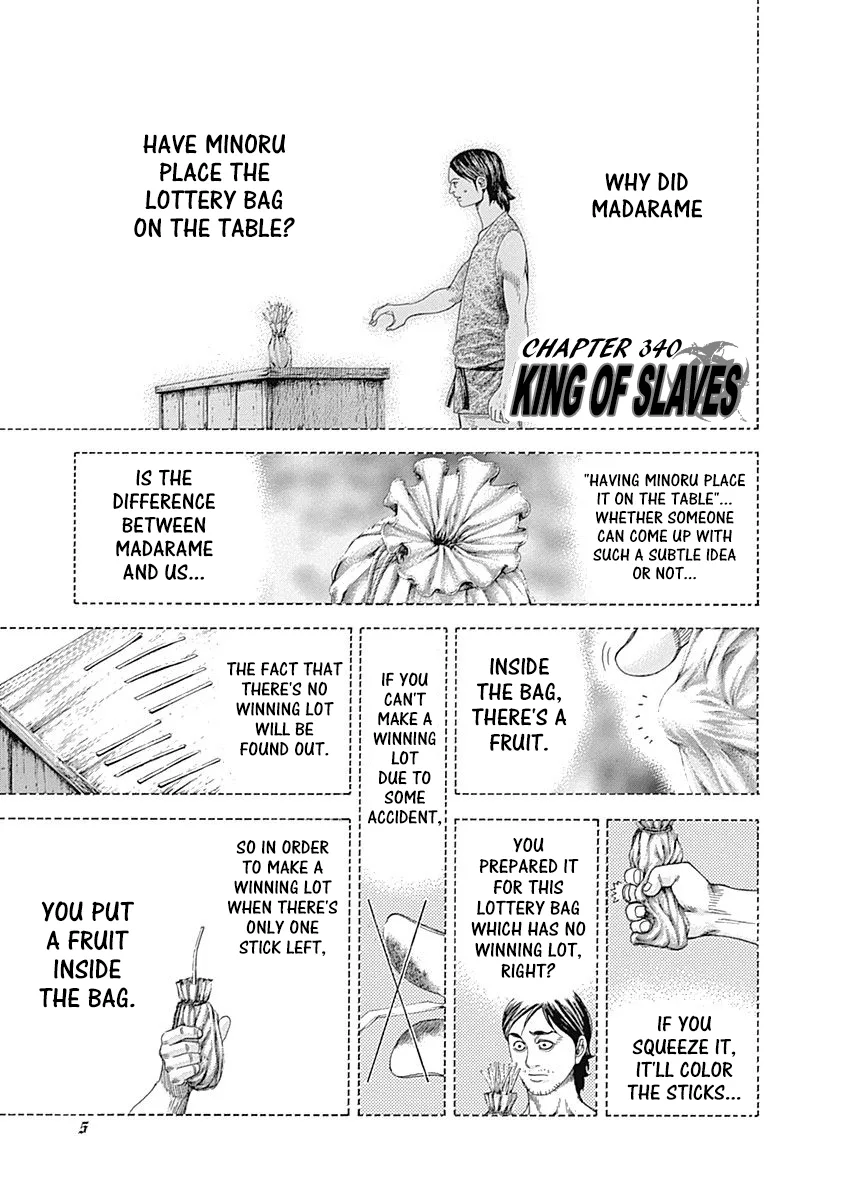 WHY DID
MADARAME
HAVE MINORU
PLACE THE
LOTTERY BAG
ON THE TABLE?
CHAPTER 340
KING OF SLAVES
"HAVING MINORU PLACE
IT ON THE TABLE"...
WHETHER SOMEONE
CAN COME UP WITH
SUCH A SUBTLE IDEA
OR NOT...
IS THE
DIFFERENCE
BETWEEN
MADARAME
AND US...
INSIDE
THE BAG,
THERE'S A
FRUIT.
IF YOU
SQUEEZE IT,
IT'LL COLOR
THE STICKS...
YOU
PREPARED IT
FOR THIS
LOTTERY BAG
WHICH HAS NO
WINNING LOT,
RIGHT?
IF YOU
CAN'T
MAKE A
WINNING
LOT
DUE TO
SOME
ACCIDENT,
THE FACT THAT
THERE'S NO
WINNING LOT
WILL BE
FOUND OUT.
SO IN ORDER
TO MAKE A
WINNING LOT
WHEN THERE'S
ONLY ONE
STICK LEFT,
YOU PUT
A FRUIT
INSIDE
THE BAG.
5